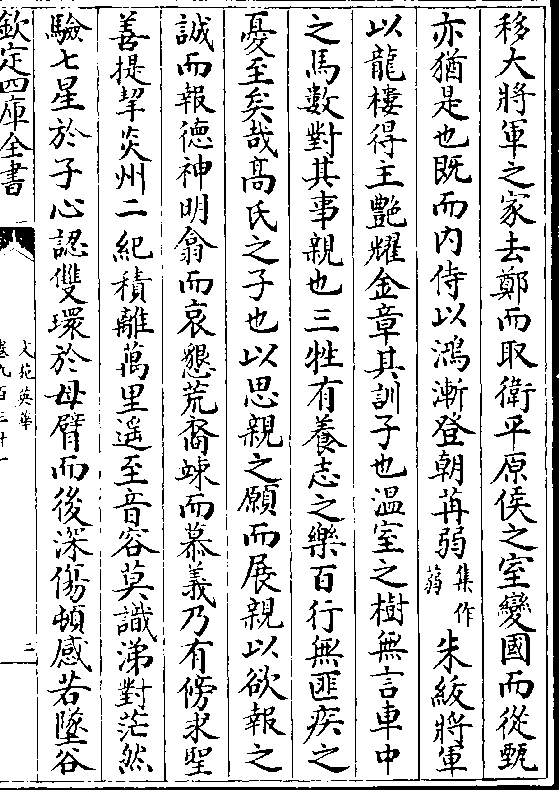 移大將軍之家去鄭而取衛平原侯之室變國而從甄
亦猶是也既而内侍以鴻漸登朝苒弱集作蒻朱紱將軍
以龍樓得王艷耀金章其訓子也温室之樹無言車中
之馬數對其事親也三牲有養志之樂百行無匪疾之
憂至矣哉髙氏之子也以思親之願而展親以欲報之
誠而報德神明翕而哀懇荒裔竦而慕義乃有傍求聖
善提挈炎州二紀積離萬里遥至音容莫識涕對茫然
驗七星於子心認雙環於母臂而後深傷頓感若墜谷
欽定四庫全書
文苑英華
卷九百三十一
二